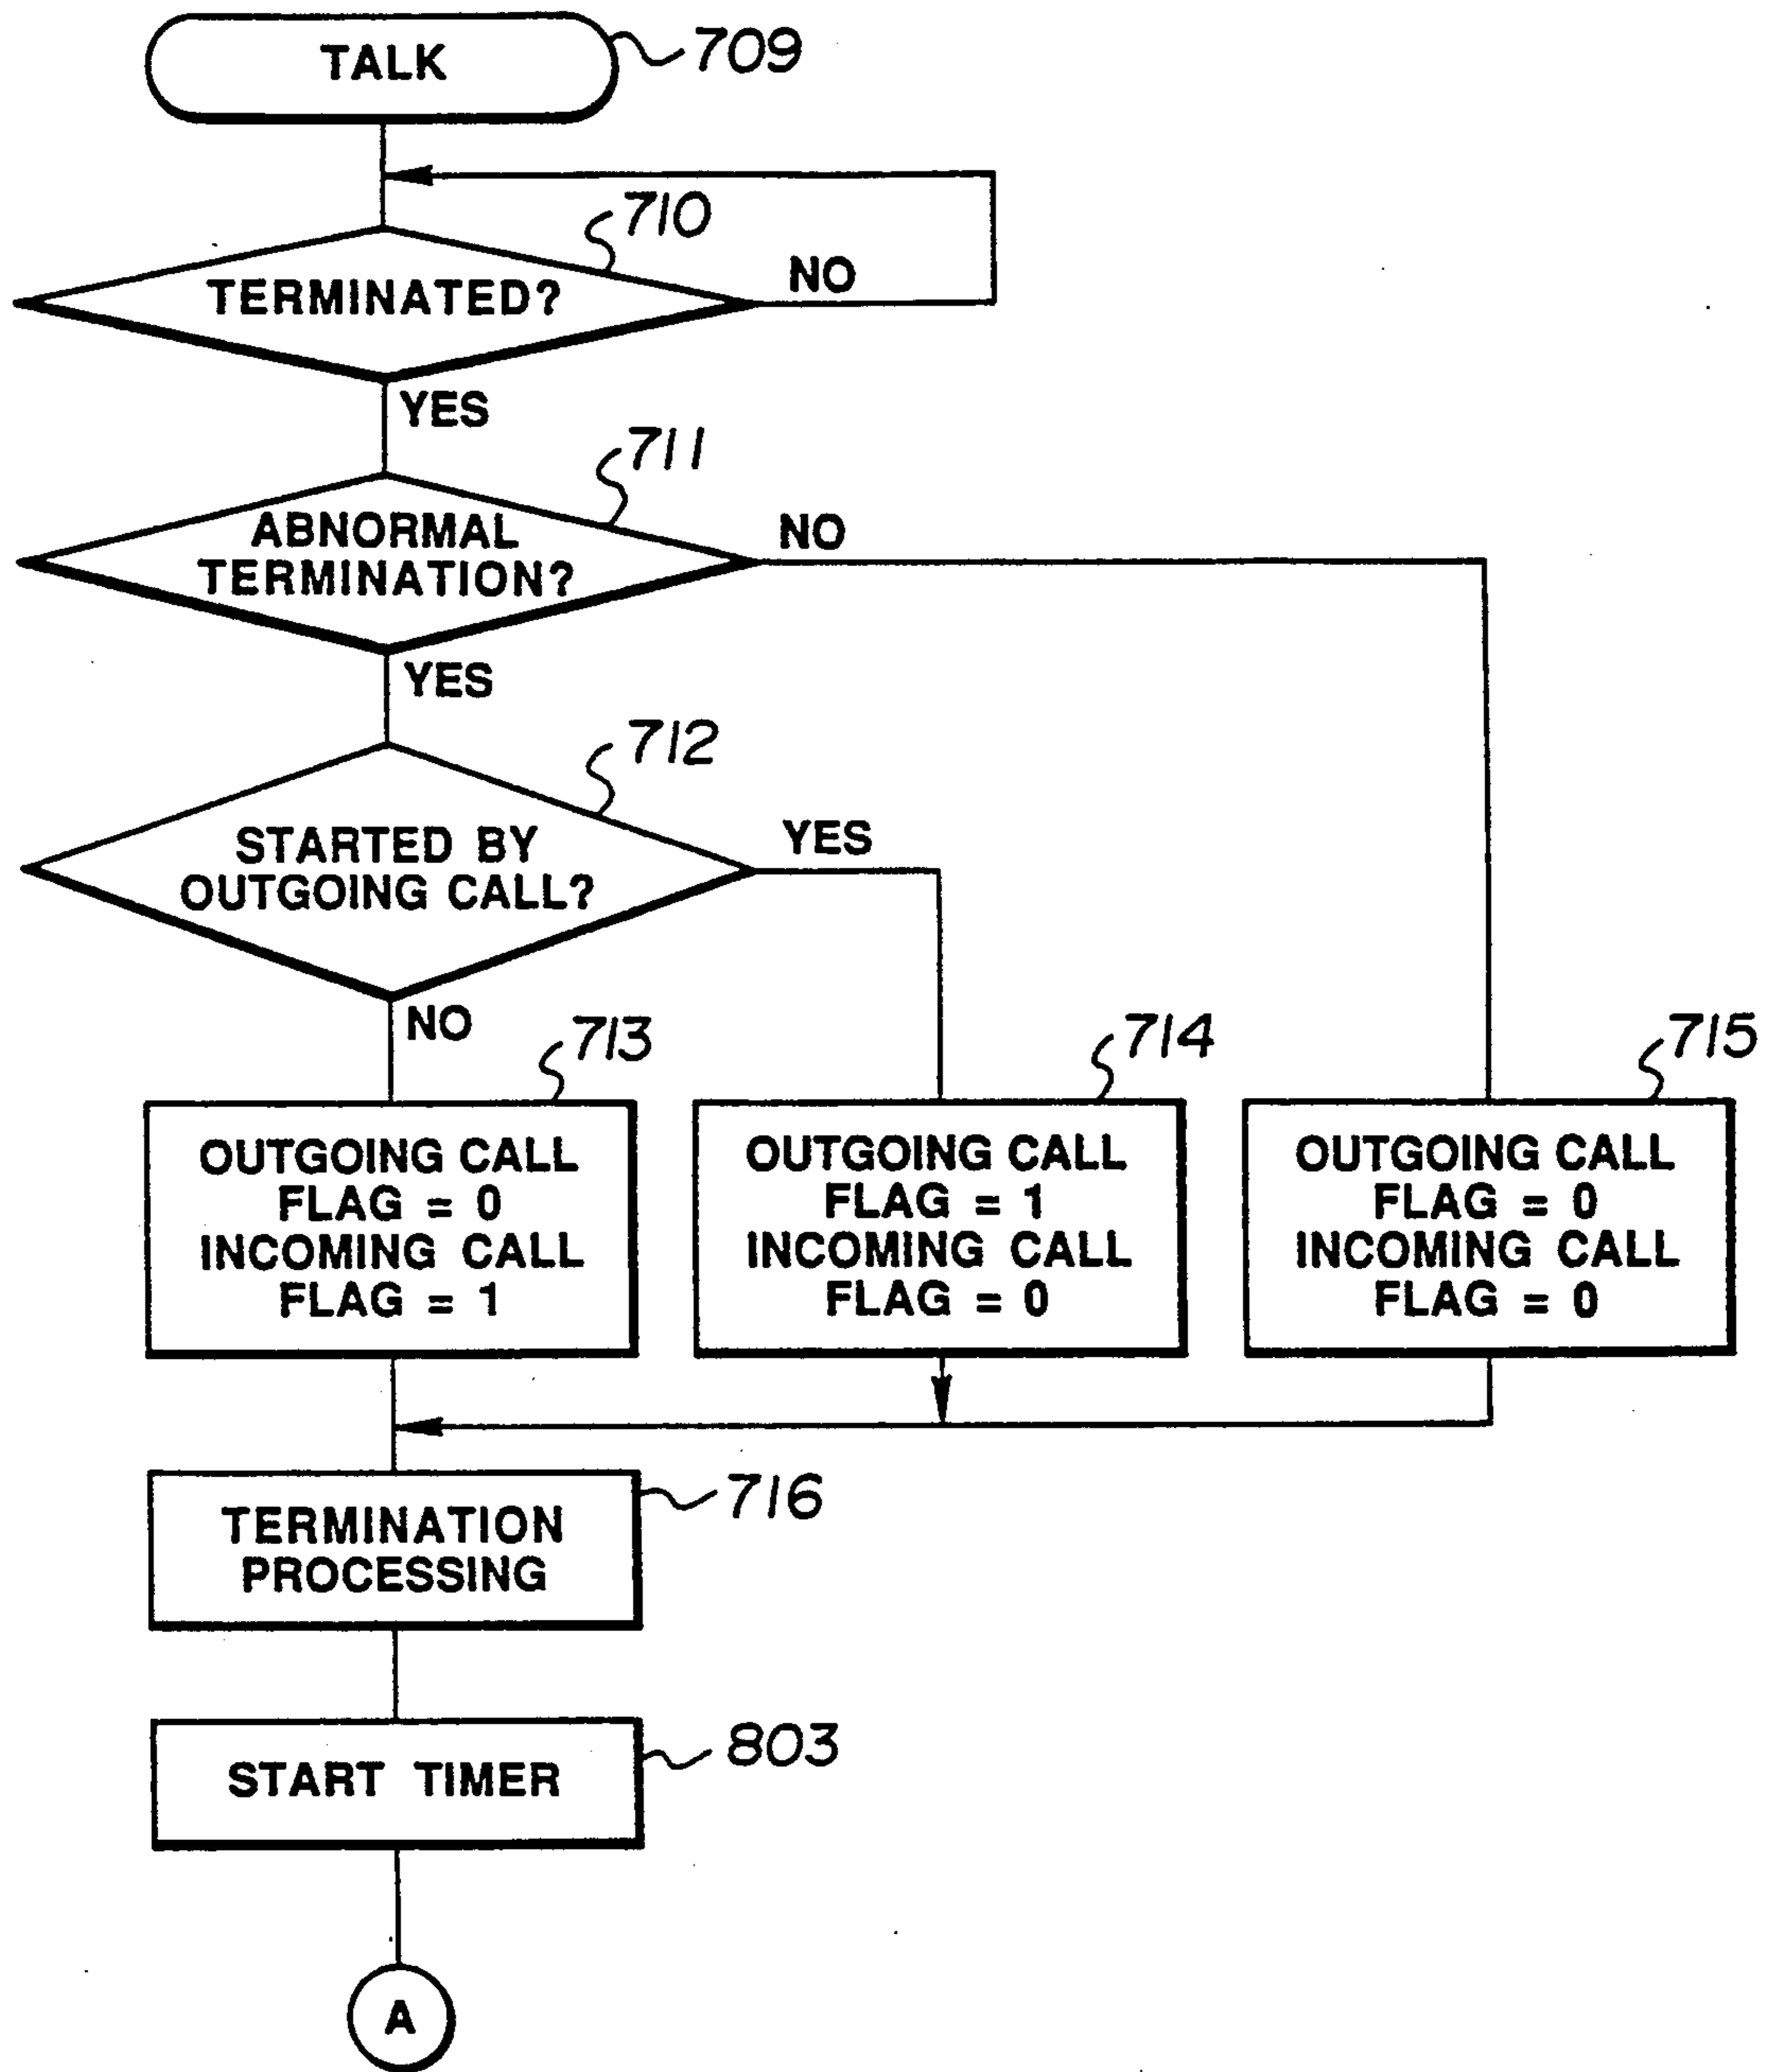 TALK
709
710
TERMINATED?
NO
YES
711
ABNORMAL
TERMINATION?
NO
YES
712
STARTED BY
OUTGOING CALL?
YES
NO
713
OUTGOING CALL
FLAG = 0
INCOMING CALL
FLAG = 1
714
OUTGOING CALL
FLAG = 1
INCOMING CALL
FLAG = 0
715
OUTGOING CALL
FLAG = 0
INCOMING CALL
FLAG = 0
TERMINATION
PROCESSING
716
START TIMER
803
A